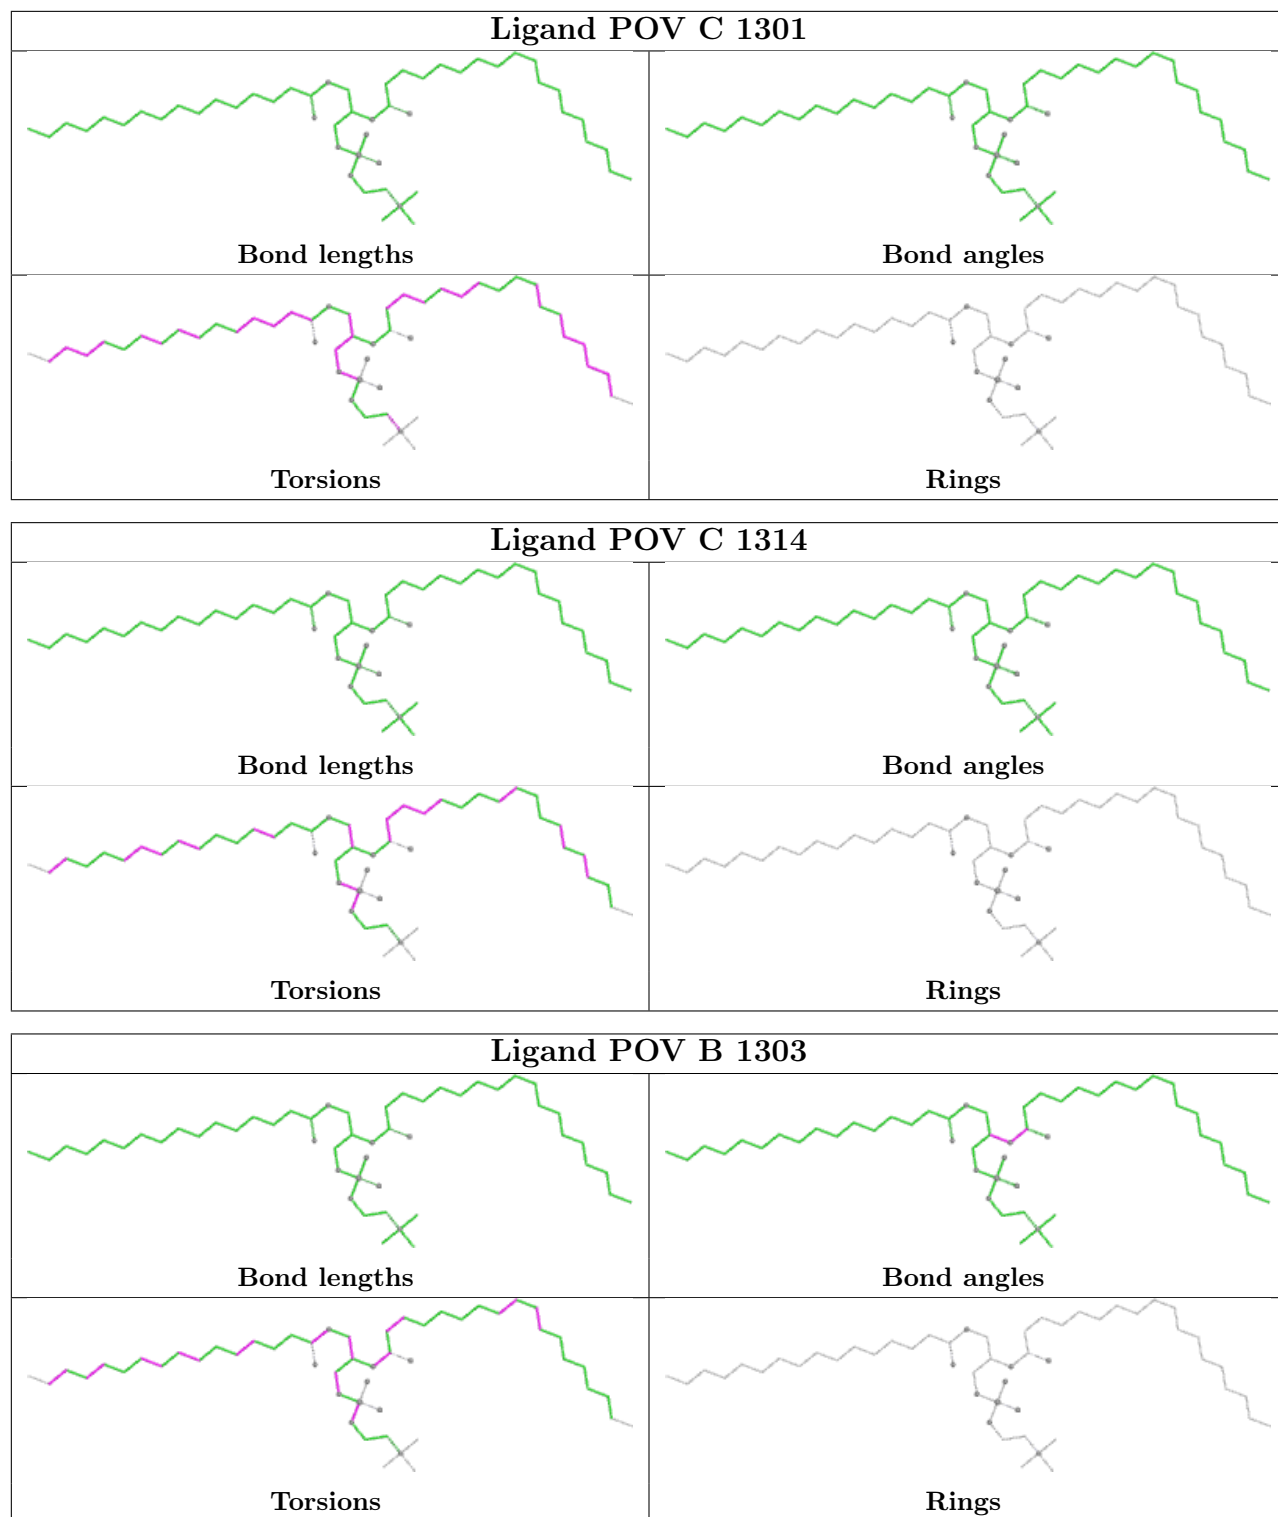 Ligand POV C 1301
Bond lengths
Bond angles
Torsions
Rings
Ligand POV C 1314
Bond lengths
Bond angles
Torsions
Rings
Ligand POV B 1303
Bond lengths
Bond angles
Torsions
Rings